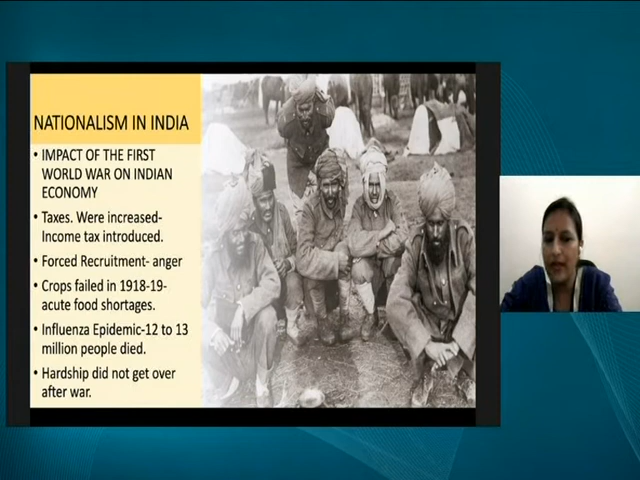 NATIONALISM IN INDIA
• IMPACT OF THE FIRST
WORLD WAR ON INDIAN
ECONOMY
• Taxes. Were increased-
Income tax introduced.
• Forced Recruitment- anger
• Crops failed in 1918-19-
acute food shortages.
• Influenza Epidemic-12 to 13
million people died.
• Hardship did not get over
after war.